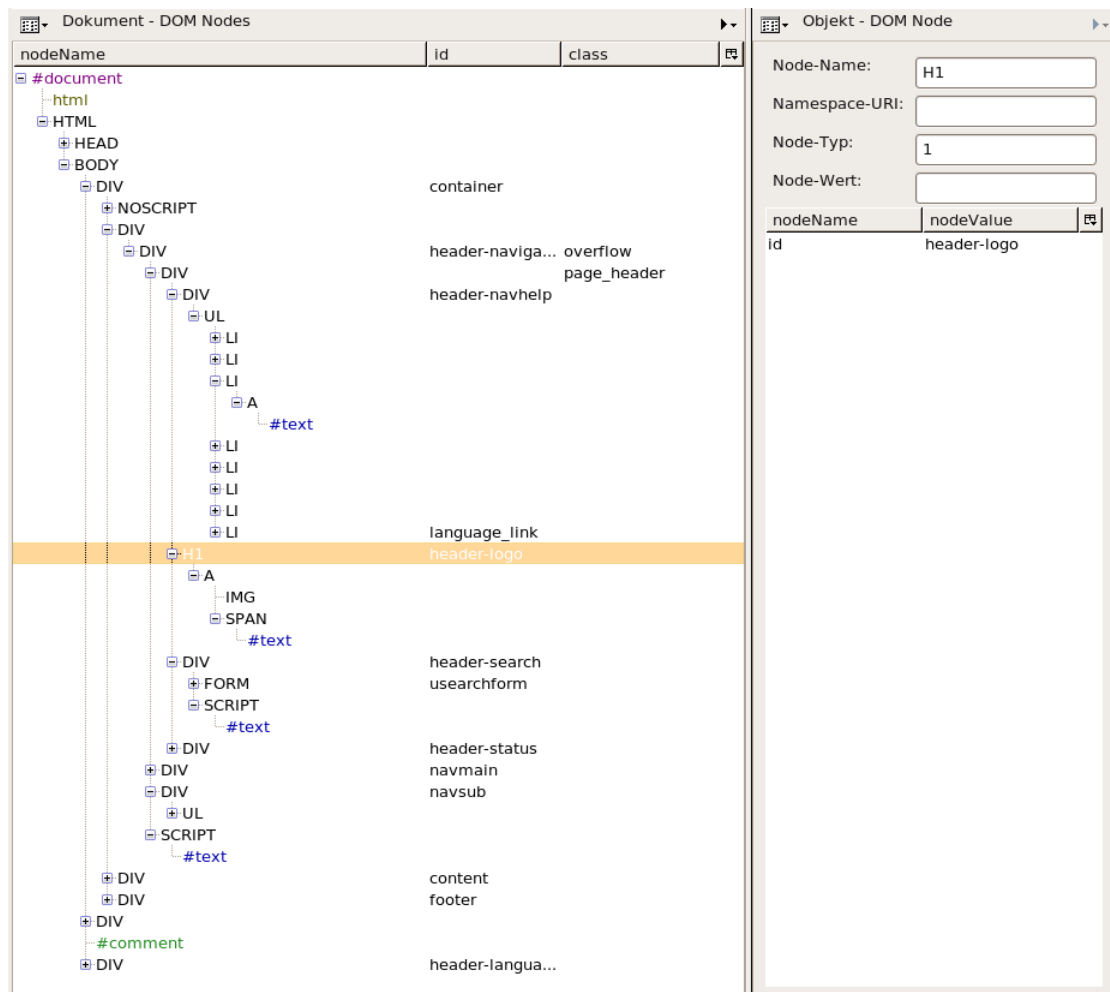 Dokument - DOM Nodes
nodeName id class
#document
html
HTML
HEAD
BODY
DIV container
NOSCRIPT
DIV
DIV header-naviga... overflow
DIV page_header
DIV header-navhelp
UL
LI
LI
LI
A
#text
LI
LI
LI
LI
LI language_link
H1 header-logo
A
IMG
SPAN
#text
DIV header-search
FORM usearchform
SCRIPT
#text
DIV header-status
DIV navmain
DIV navsub
UL
SCRIPT
#text
DIV content
DIV footer
DIV
#comment
DIV header-langua...
Objekt - DOM Node
Node-Name: H1
Namespace-URI:
Node-Typ: 1
Node-Wert:
nodeName nodeValue
id header-logo